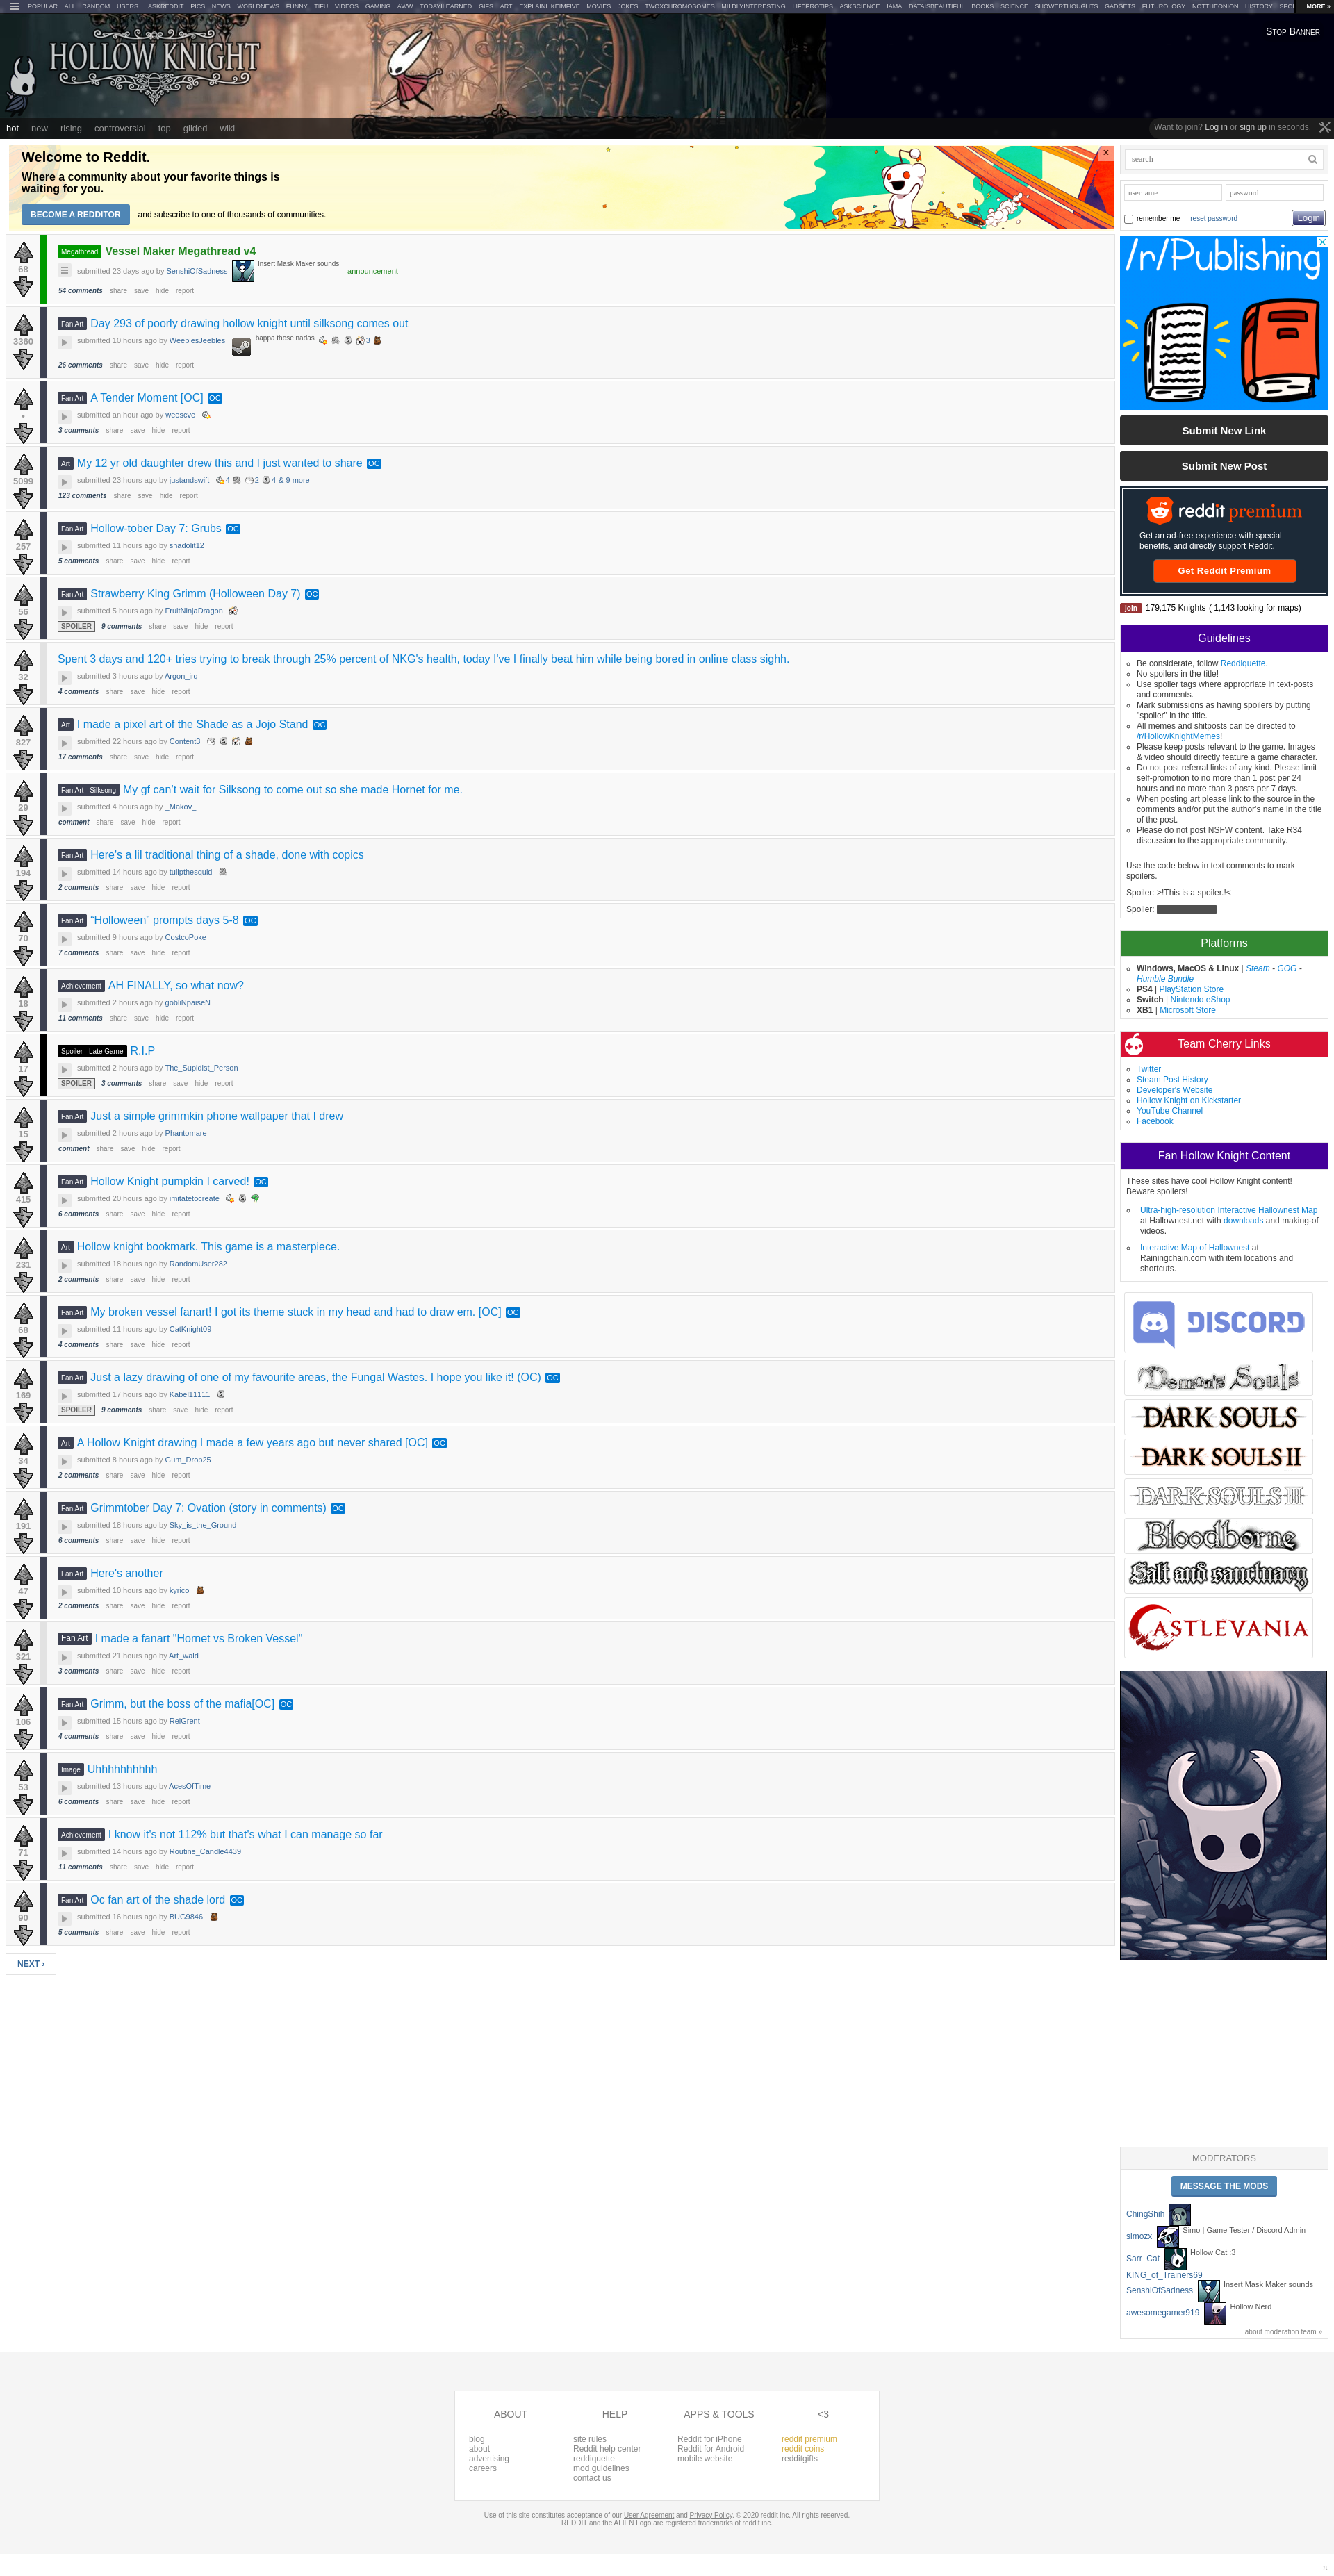 POPULAR ALL RANDOM USERS ASKREDDIT PICS NEWS WORLDNEWS FUNNY TIFU VIDEOS GAMING AWW TODAYILEARNED GIFS ART EXPLAINLIKEIMFIVE MOVIES JOKES TWOXCHROMOSOMES MILDLYINTERESTING LIFEPROTIPS ASKSCIENCE IAMA DATAISBEAUTIFUL BOOKS SCIENCE SHOWERTHOUGHTS GADGETS FUTUROLOGY NOTTHEONION HISTORY SPOR MORE »
HOLLOW KNIGHT
Stop Banner
hot new rising controversial top gilded wiki
Want to join? Log in or sign up in seconds.
Welcome to Reddit.
Where a community about your favorite things is
waiting for you.
BECOME A REDDITOR and subscribe to one of thousands of communities.
×
68
Megathread Vessel Maker Megathread v4
submitted 23 days ago by SenshiOfSadness Insert Mask Maker sounds - announcement
54 comments share save hide report
3360
Fan Art Day 293 of poorly drawing hollow knight until silksong comes out
submitted 10 hours ago by WeeblesJeebles bappa those nadas 3
26 comments share save hide report
•
Fan Art A Tender Moment [OC] OC
submitted an hour ago by weescve
3 comments share save hide report
5099
Art My 12 yr old daughter drew this and I just wanted to share OC
submitted 23 hours ago by justandswift 4 2 4 & 9 more
123 comments share save hide report
257
Fan Art Hollow-tober Day 7: Grubs OC
submitted 11 hours ago by shadolit12
5 comments share save hide report
56
Fan Art Strawberry King Grimm (Holloween Day 7) OC
submitted 5 hours ago by FruitNinjaDragon
SPOILER 9 comments share save hide report
32
Spent 3 days and 120+ tries trying to break through 25% percent of NKG's health, today I've I finally beat him while being bored in online class sighh.
submitted 3 hours ago by Argon_jrq
4 comments share save hide report
827
Art I made a pixel art of the Shade as a Jojo Stand OC
submitted 22 hours ago by Content3
17 comments share save hide report
29
Fan Art - Silksong My gf can't wait for Silksong to come out so she made Hornet for me.
submitted 4 hours ago by _Makov_
comment share save hide report
194
Fan Art Here's a lil traditional thing of a shade, done with copics
submitted 14 hours ago by tulipthesquid
2 comments share save hide report
70
Fan Art “Holloween” prompts days 5-8 OC
submitted 9 hours ago by CostcoPoke
7 comments share save hide report
18
Achievement AH FINALLY, so what now?
submitted 2 hours ago by gobliNpaiseN
11 comments share save hide report
17
Spoiler - Late Game R.I.P
submitted 2 hours ago by The_Supidist_Person
SPOILER 3 comments share save hide report
15
Fan Art Just a simple grimmkin phone wallpaper that I drew
submitted 2 hours ago by Phantomare
comment share save hide report
415
Fan Art Hollow Knight pumpkin I carved! OC
submitted 20 hours ago by imitatetocreate
6 comments share save hide report
231
Art Hollow knight bookmark. This game is a masterpiece.
submitted 18 hours ago by RandomUser282
2 comments share save hide report
68
Fan Art My broken vessel fanart! I got its theme stuck in my head and had to draw em. [OC] OC
submitted 11 hours ago by CatKnight09
4 comments share save hide report
169
Fan Art Just a lazy drawing of one of my favourite areas, the Fungal Wastes. I hope you like it! (OC) OC
submitted 17 hours ago by Kabel11111
SPOILER 9 comments share save hide report
34
Art A Hollow Knight drawing I made a few years ago but never shared [OC] OC
submitted 8 hours ago by Gum_Drop25
2 comments share save hide report
191
Fan Art Grimmtober Day 7: Ovation (story in comments) OC
submitted 18 hours ago by Sky_is_the_Ground
6 comments share save hide report
47
Fan Art Here's another
submitted 10 hours ago by kyrico
2 comments share save hide report
321
Fan Art I made a fanart "Hornet vs Broken Vessel"
submitted 21 hours ago by Art_wald
3 comments share save hide report
106
Fan Art Grimm, but the boss of the mafia[OC] OC
submitted 15 hours ago by ReiGrent
4 comments share save hide report
53
Image Uhhhhhhhhhh
submitted 13 hours ago by AcesOfTime
6 comments share save hide report
71
Achievement I know it's not 112% but that's what I can manage so far
submitted 14 hours ago by Routine_Candle4439
11 comments share save hide report
90
Fan Art Oc fan art of the shade lord OC
submitted 16 hours ago by BUG9846
5 comments share save hide report
NEXT ›
search
username password
remember me reset password Login
/r/Publishing
Submit New Link
Submit New Post
reddit premium
Get an ad-free experience with special
benefits, and directly support Reddit.
Get Reddit Premium
join 179,175 Knights ( 1,143 looking for maps)
Guidelines
Be considerate, follow Reddiquette.
No spoilers in the title!
Use spoiler tags where appropriate in text-posts
and comments.
Mark submissions as having spoilers by putting
"spoiler" in the title.
All memes and shitposts can be directed to
/r/HollowKnightMemes!
Please keep posts relevant to the game. Images
& video should directly feature a game character.
Do not post referral links of any kind. Please limit
self-promotion to no more than 1 post per 24
hours and no more than 3 posts per 7 days.
When posting art please link to the source in the
comments and/or put the author's name in the title
of the post.
Please do not post NSFW content. Take R34
discussion to the appropriate community.
Use the code below in text comments to mark
spoilers.
Spoiler: >!This is a spoiler.!<
Spoiler:
Platforms
Windows, MacOS & Linux | Steam - GOG -
Humble Bundle
PS4 | PlayStation Store
Switch | Nintendo eShop
XB1 | Microsoft Store
Team Cherry Links
Twitter
Steam Post History
Developer's Website
Hollow Knight on Kickstarter
YouTube Channel
Facebook
Fan Hollow Knight Content
These sites have cool Hollow Knight content!
Beware spoilers!
Ultra-high-resolution Interactive Hallownest Map
at Hallownest.net with downloads and making-of
videos.
Interactive Map of Hallownest at
Rainingchain.com with item locations and
shortcuts.
DISCORD
Demon's Souls
DARK SOULS
DARK SOULS II
DARK SOULS III
Bloodborne
Salt and sanctuary
CASTLEVANIA
MODERATORS
MESSAGE THE MODS
ChingShih
simozx Simo | Game Tester / Discord Admin
Sarr_Cat Hollow Cat :3
KING_of_Trainers69
SenshiOfSadness Insert Mask Maker sounds
awesomegamer919 Hollow Nerd
about moderation team »
ABOUT
blog
about
advertising
careers
HELP
site rules
Reddit help center
reddiquette
mod guidelines
contact us
APPS & TOOLS
Reddit for iPhone
Reddit for Android
mobile website
<3
reddit premium
reddit coins
redditgifts
Use of this site constitutes acceptance of our User Agreement and Privacy Policy. © 2020 reddit inc. All rights reserved.
REDDIT and the ALIEN Logo are registered trademarks of reddit inc.
π